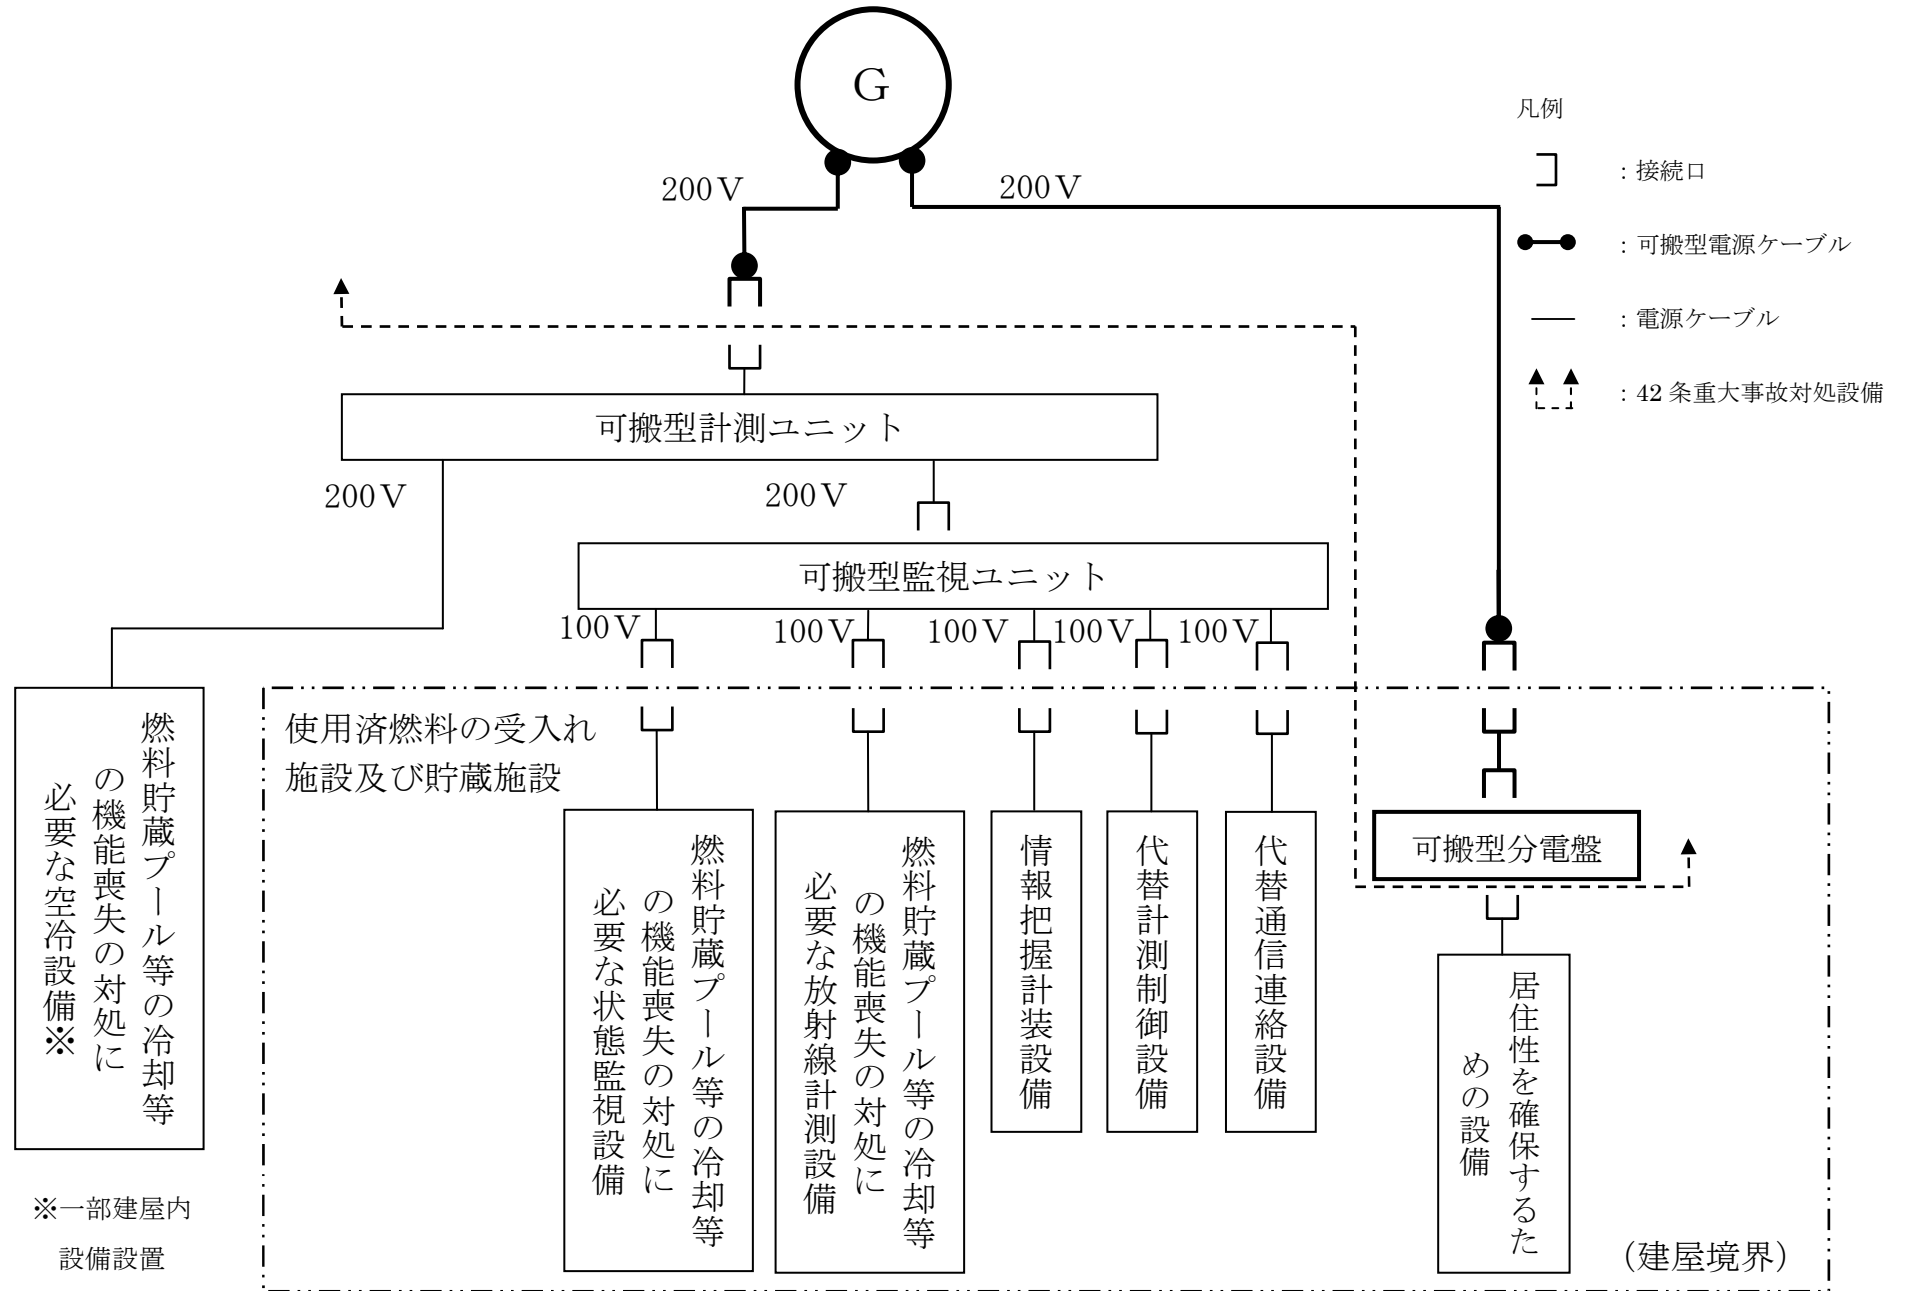 G
200V
200V
凡例
：接続口
：可搬型電源ケーブル
：電源ケーブル
：42条重大事故対処設備
可搬型計測ユニット
200V
200V
可搬型監視ユニット
100V
100V
100V
100V
100V
燃料貯蔵プール等の冷却等
の機能喪失の対処に
必要な空冷設備※
使用済燃料の受入れ
施設及び貯蔵施設
燃料貯蔵プール等の冷却等
の機能喪失の対処に
必要な状態監視設備
燃料貯蔵プール等の冷却等
の機能喪失の対処に
必要な放射線計測設備
情報把握計装設備
代替計測制御設備
代替通信連絡設備
可搬型分電盤
居住性を確保するた
めの設備
※一部建屋内
設備設置
（建屋境界）